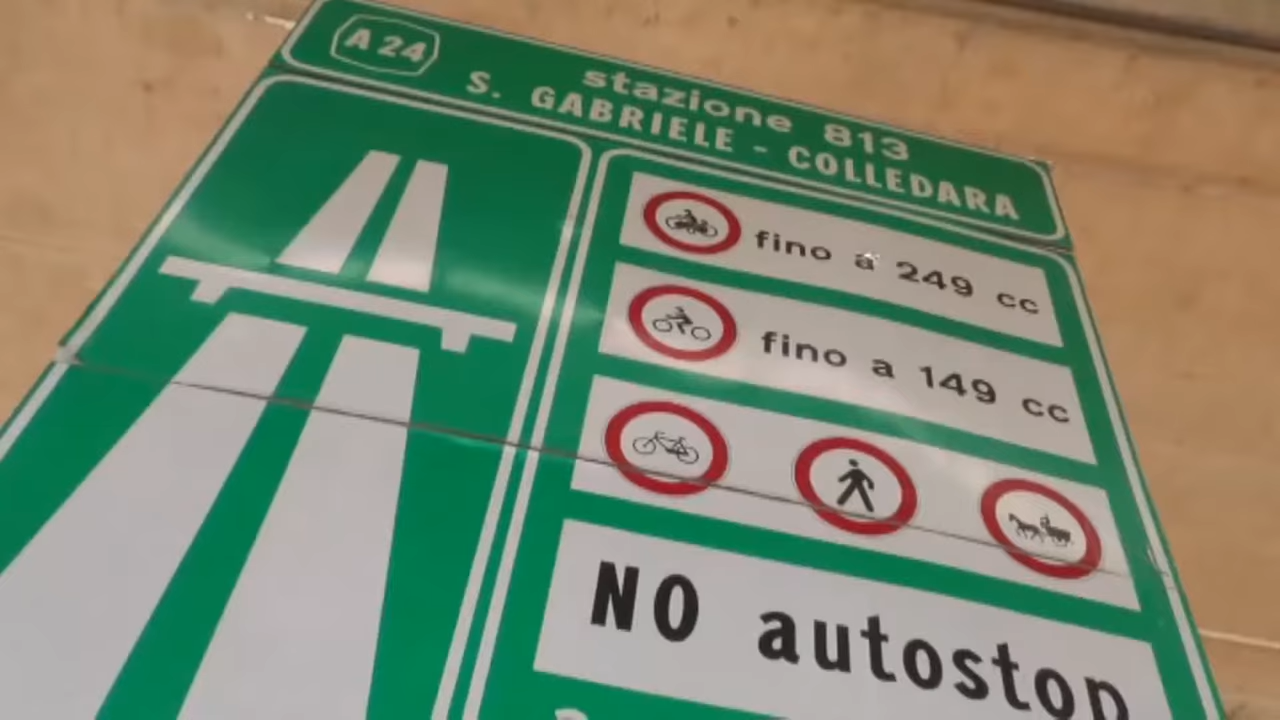 A 24
stazione 813
S. GABRIELE - COLLEDARA
fino a 249 cc
fino a 149 cc
NO autostop